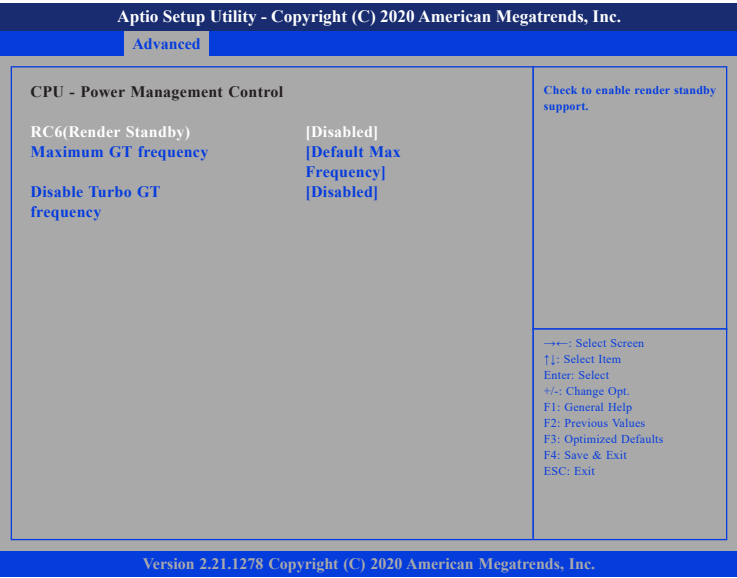 Aptio Setup Utility - Copyright (C) 2020 American Megatrends, Inc.
Advanced
CPU - Power Management Control
RC6(Render Standby) [Disabled]
Maximum GT frequency [Default Max
Frequency]
Disable Turbo GT [Disabled]
frequency
Check to enable render standby
support.
→←: Select Screen
↑↓: Select Item
Enter: Select
+/-: Change Opt.
F1: General Help
F2: Previous Values
F3: Optimized Defaults
F4: Save & Exit
ESC: Exit
Version 2.21.1278 Copyright (C) 2020 American Megatrends, Inc.